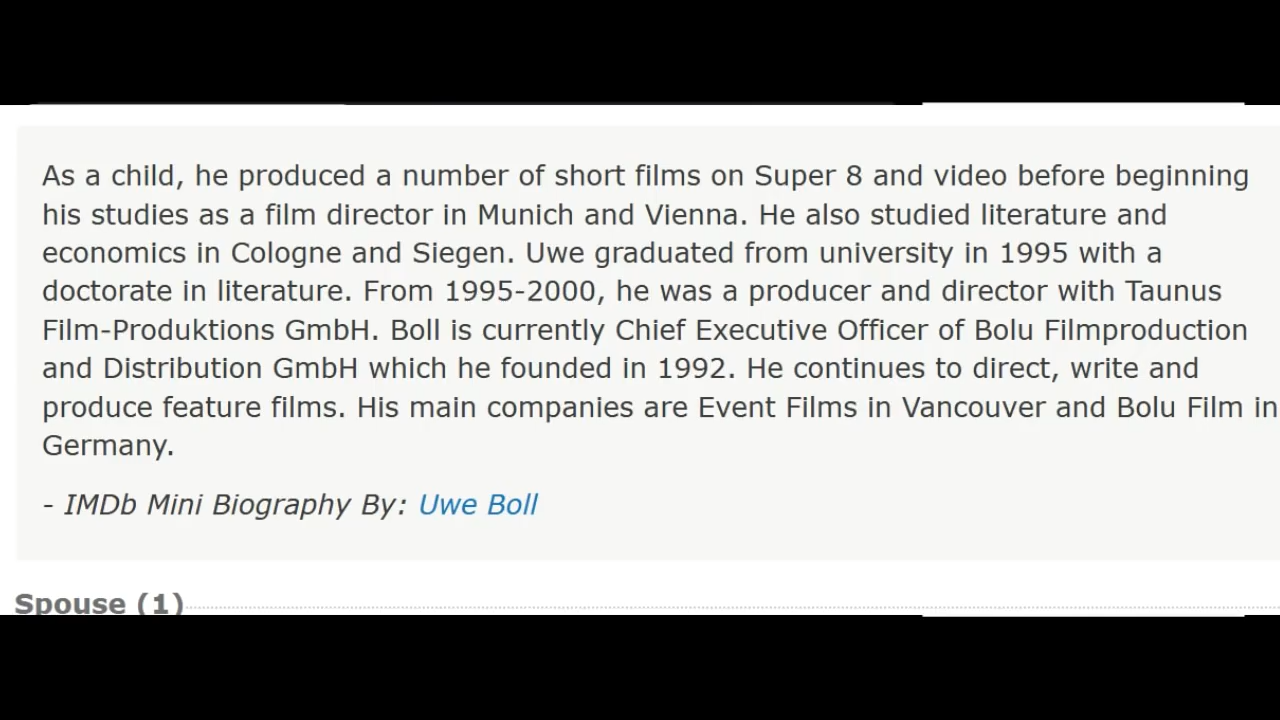 As a child, he produced a number of short films on Super 8 and video before beginning
his studies as a film director in Munich and Vienna. He also studied literature and
economics in Cologne and Siegen. Uwe graduated from university in 1995 with a
doctorate in literature. From 1995-2000, he was a producer and director with Taunus
Film-Produktions GmbH. Boll is currently Chief Executive Officer of Bolu Filmproduction
and Distribution GmbH which he founded in 1992. He continues to direct, write and
produce feature films. His main companies are Event Films in Vancouver and Bolu Film in
Germany.
- IMDb Mini Biography By: Uwe Boll
Spouse (1)